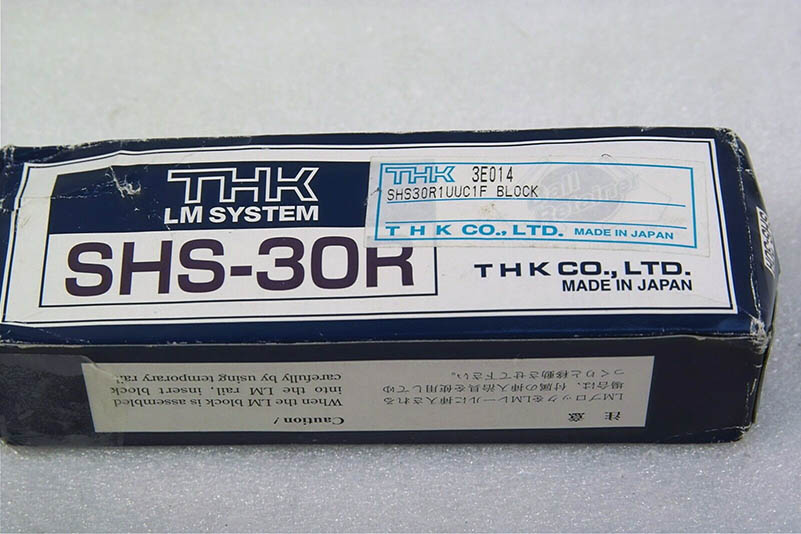 THK
LM SYSTEM
SHS-30R
THK 3E014
SHS30R1UUC1F BLOCK
Ball
Retainer
THK CO., LTD. MADE IN JAPAN
THK CO., LTD.
MADE IN JAPAN
注 意
LMブロックをLMレールに挿入される
場合は、付属の挿入治具を使用してゆ
っくりと移動させて下さい。
Caution/
When the LM block is assembled
into the LM rail, insert block
carefully by using temporary rail.